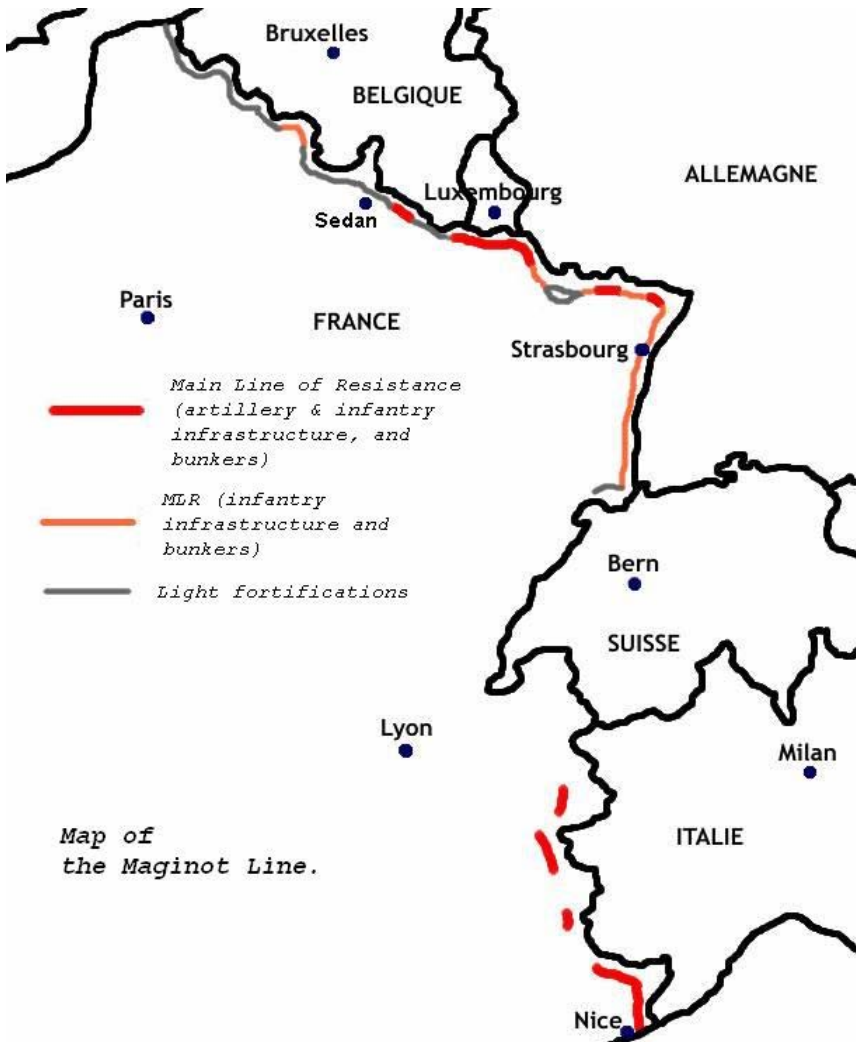 Bruxelles
BELGIQUE
ALLEMAGNE
Luxembourg
Sedan
Paris
FRANCE
Strasbourg
Main Line of Resistance
(artillery & infantry
infrastructure, and
bunkers)
MLR (infantry
infrastructure and
bunkers)
Light fortifications
Bern
SUISSE
Lyon
Milan
Map of
the Maginot Line.
ITALIE
Nice